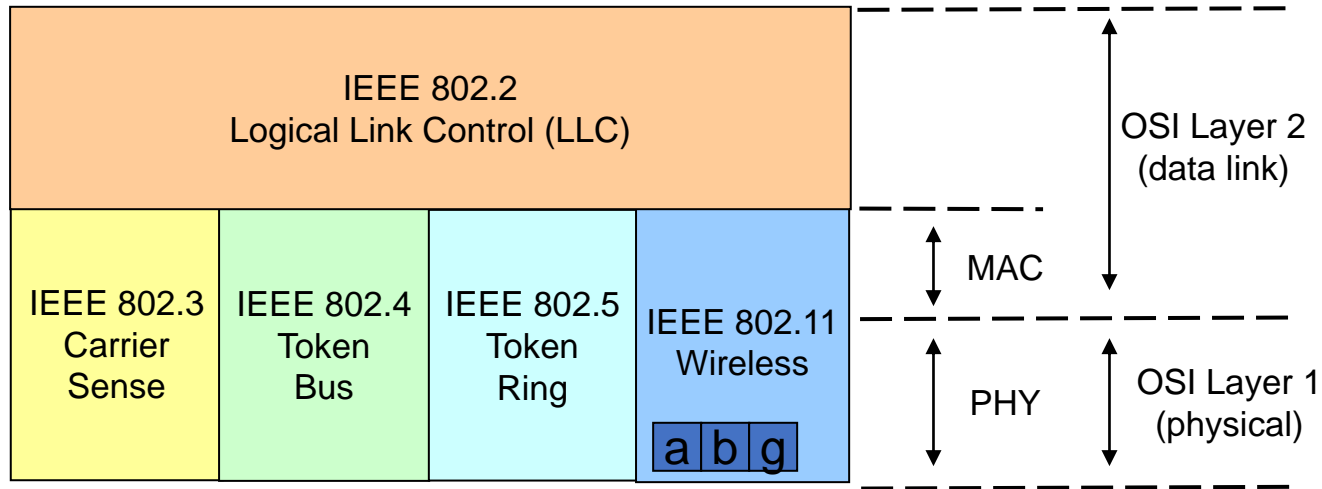 IEEE 802.2
Logical Link Control (LLC)
OSI Layer 2
(data link)
MAC
IEEE 802.3
Carrier
Sense
IEEE 802.4
Token
Bus
IEEE 802.5
Token
Ring
IEEE 802.11
Wireless
a b g
PHY
OSI Layer 1
(physical)